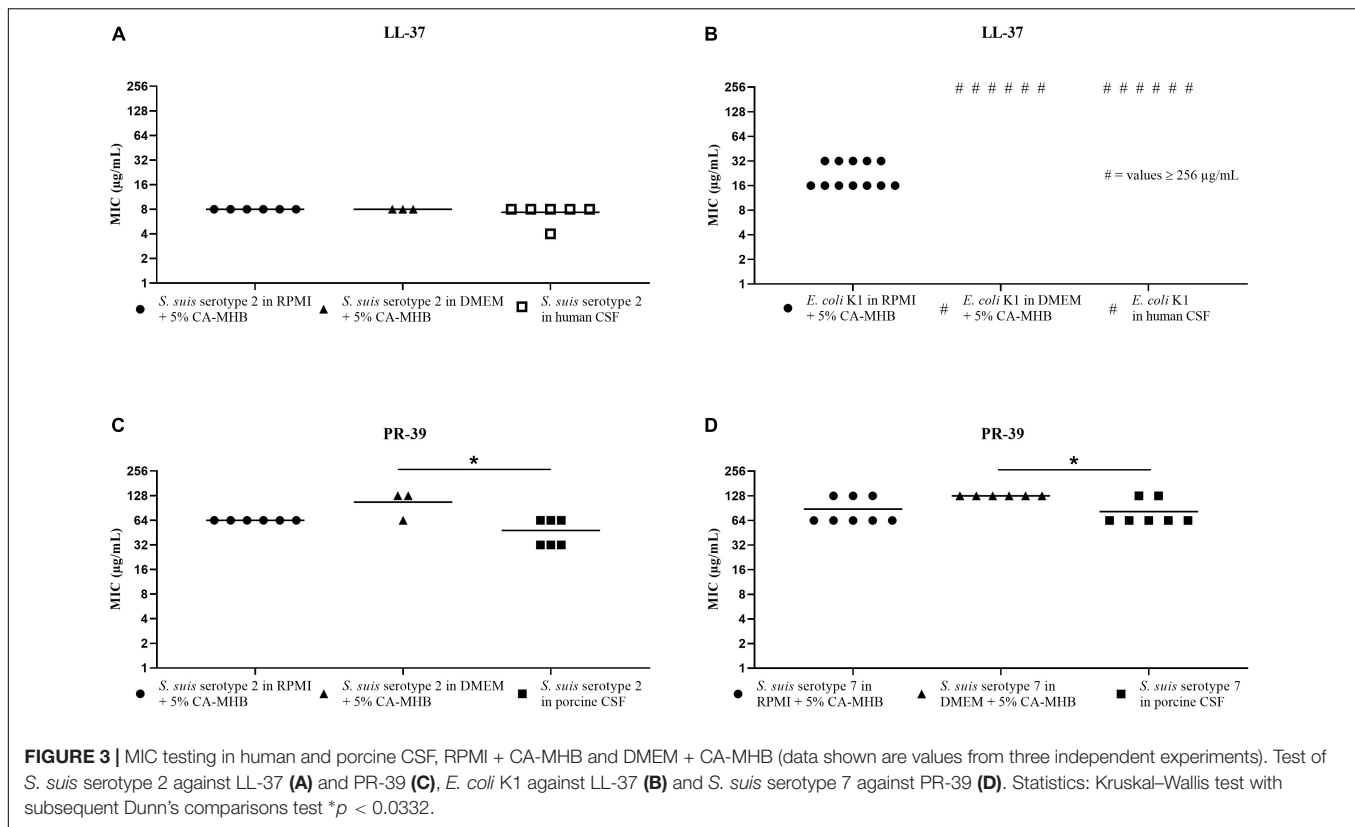 A
LL-37
MIC (µg/mL)
256
128
64
32
16
8
4
2
1
S. suis serotype 2 in RPMI + 5% CA-MHB
S. suis serotype 2 in DMEM + 5% CA-MHB
S. suis serotype 2 in human CSF
B
LL-37
MIC (µg/mL)
256
128
64
32
16
8
4
2
1
# # # # # #
# # # # # #
# = values ≥ 256 µg/mL
E. coli K1 in RPMI + 5% CA-MHB
# E. coli K1 in DMEM + 5% CA-MHB
# E. coli K1 in human CSF
C
PR-39
*
MIC (µg/mL)
256
128
64
32
16
8
4
2
1
S. suis serotype 2 in RPMI + 5% CA-MHB
S. suis serotype 2 in DMEM + 5% CA-MHB
S. suis serotype 2 in porcine CSF
D
PR-39
*
MIC (µg/mL)
256
128
64
32
16
8
4
2
1
S. suis serotype 7 in RPMI + 5% CA-MHB
S. suis serotype 7 in DMEM + 5% CA-MHB
S. suis serotype 7 in porcine CSF
FIGURE 3 | MIC testing in human and porcine CSF, RPMI + CA-MHB and DMEM + CA-MHB (data shown are values from three independent experiments). Test of
S. suis serotype 2 against LL-37 (A) and PR-39 (C), E. coli K1 against LL-37 (B) and S. suis serotype 7 against PR-39 (D). Statistics: Kruskal–Wallis test with
subsequent Dunn's comparisons test *p < 0.0332.